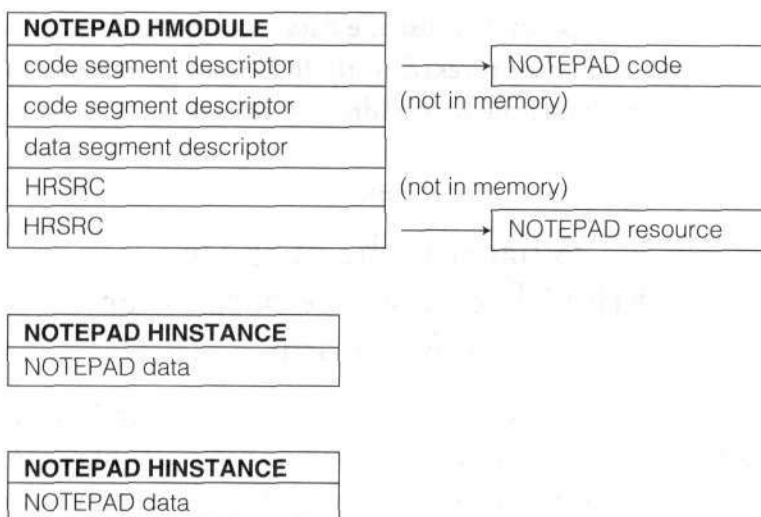 NOTEPAD HMODULE
code segment descriptor
NOTEPAD code
code segment descriptor
(not in memory)
data segment descriptor
HRSRC
(not in memory)
HRSRC
NOTEPAD resource
NOTEPAD HINSTANCE
NOTEPAD data
NOTEPAD HINSTANCE
NOTEPAD data